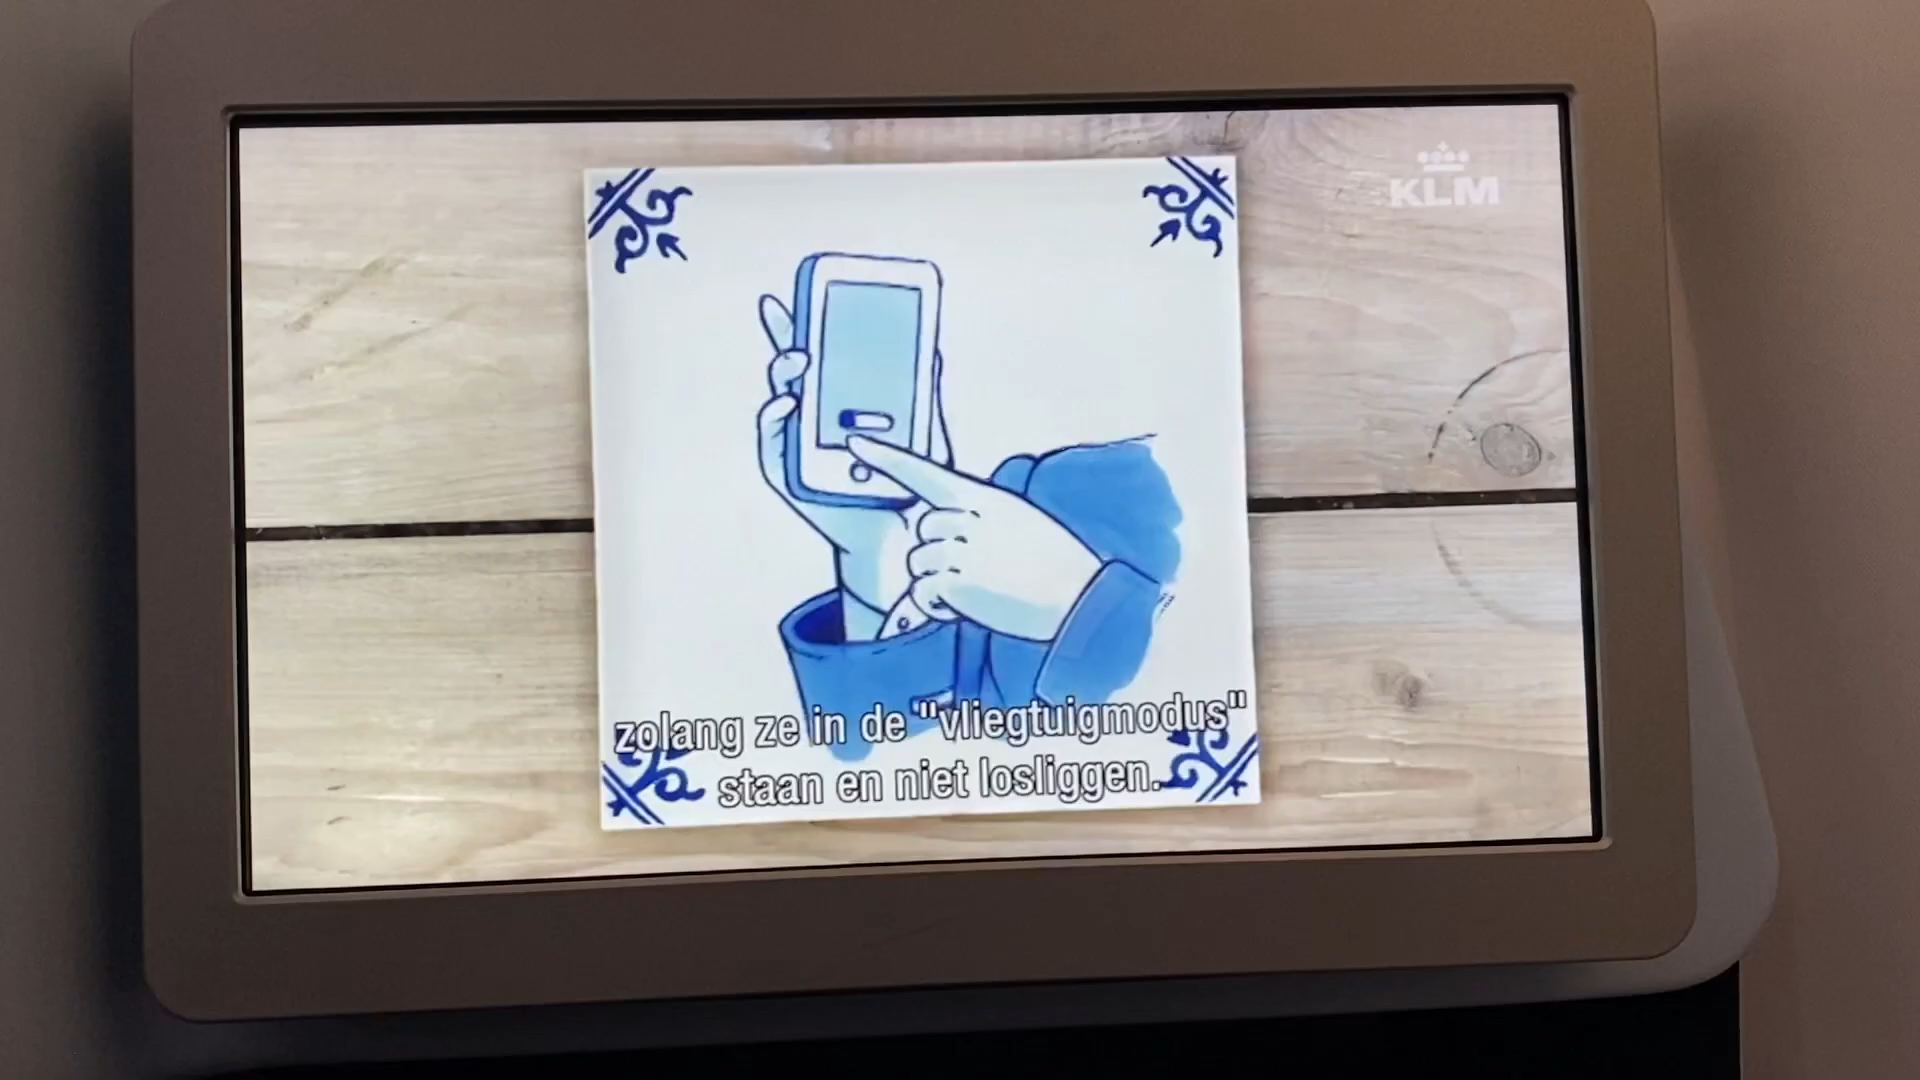 KLM
zolang ze in de "vliegtuigmodus"
staan en niet losliggen.